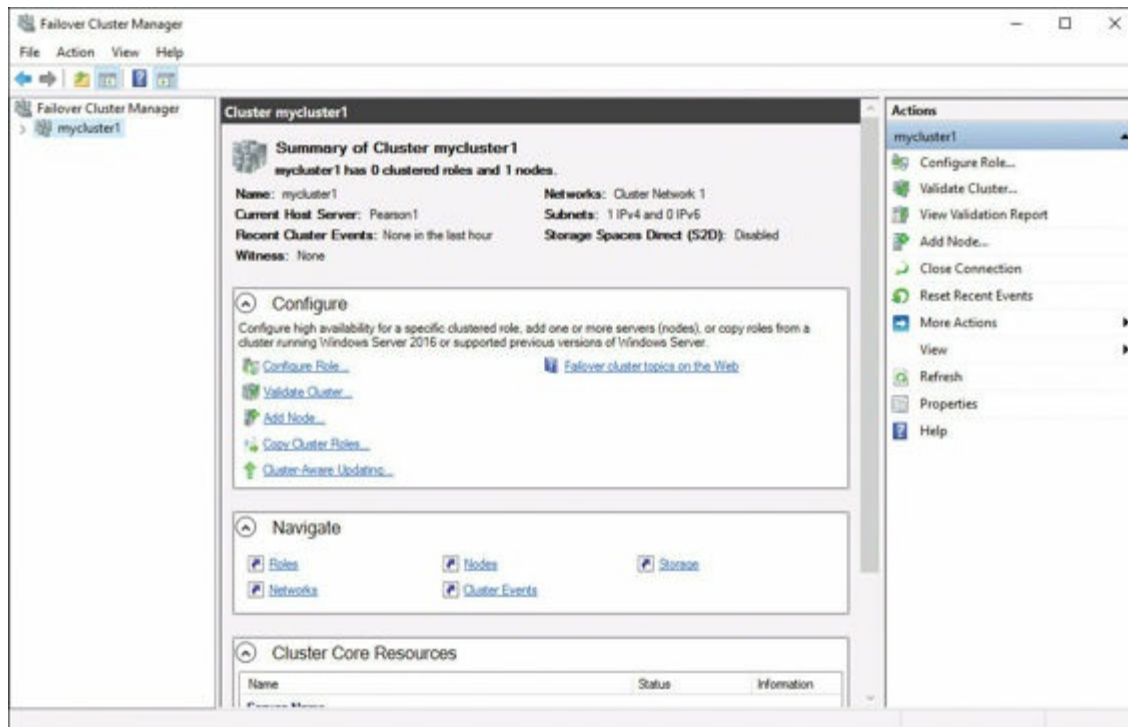 Failover Cluster Manager
File Action View Help
Failover Cluster Manager
mycluster1
Cluster mycluster1
Summary of Cluster mycluster1
mycluster1 has 0 clustered roles and 1 nodes.
Name: mycluster1
Networks: Cluster Network 1
Current Host Server: Pearson1
Subnets: 1 IPv4 and 0 IPv6
Recent Cluster Events: None in the last hour
Storage Spaces Direct (S2D): Disabled
Witness: None
Configure
Configure high availability for a specific clustered role, add one or more servers (nodes), or copy roles from a
cluster running Windows Server 2016 or supported previous versions of Windows Server.
Configure Role...
Failover cluster topics on the Web
Validate Cluster...
Add Node...
Copy Cluster Roles...
Cluster-Aware Updating...
Navigate
Roles
Nodes
Storage
Networks
Cluster Events
Cluster Core Resources
Name Status Information
Server Name
Actions
mycluster1
Configure Role...
Validate Cluster...
View Validation Report
Add Node...
Close Connection
Reset Recent Events
More Actions
View
Refresh
Properties
Help